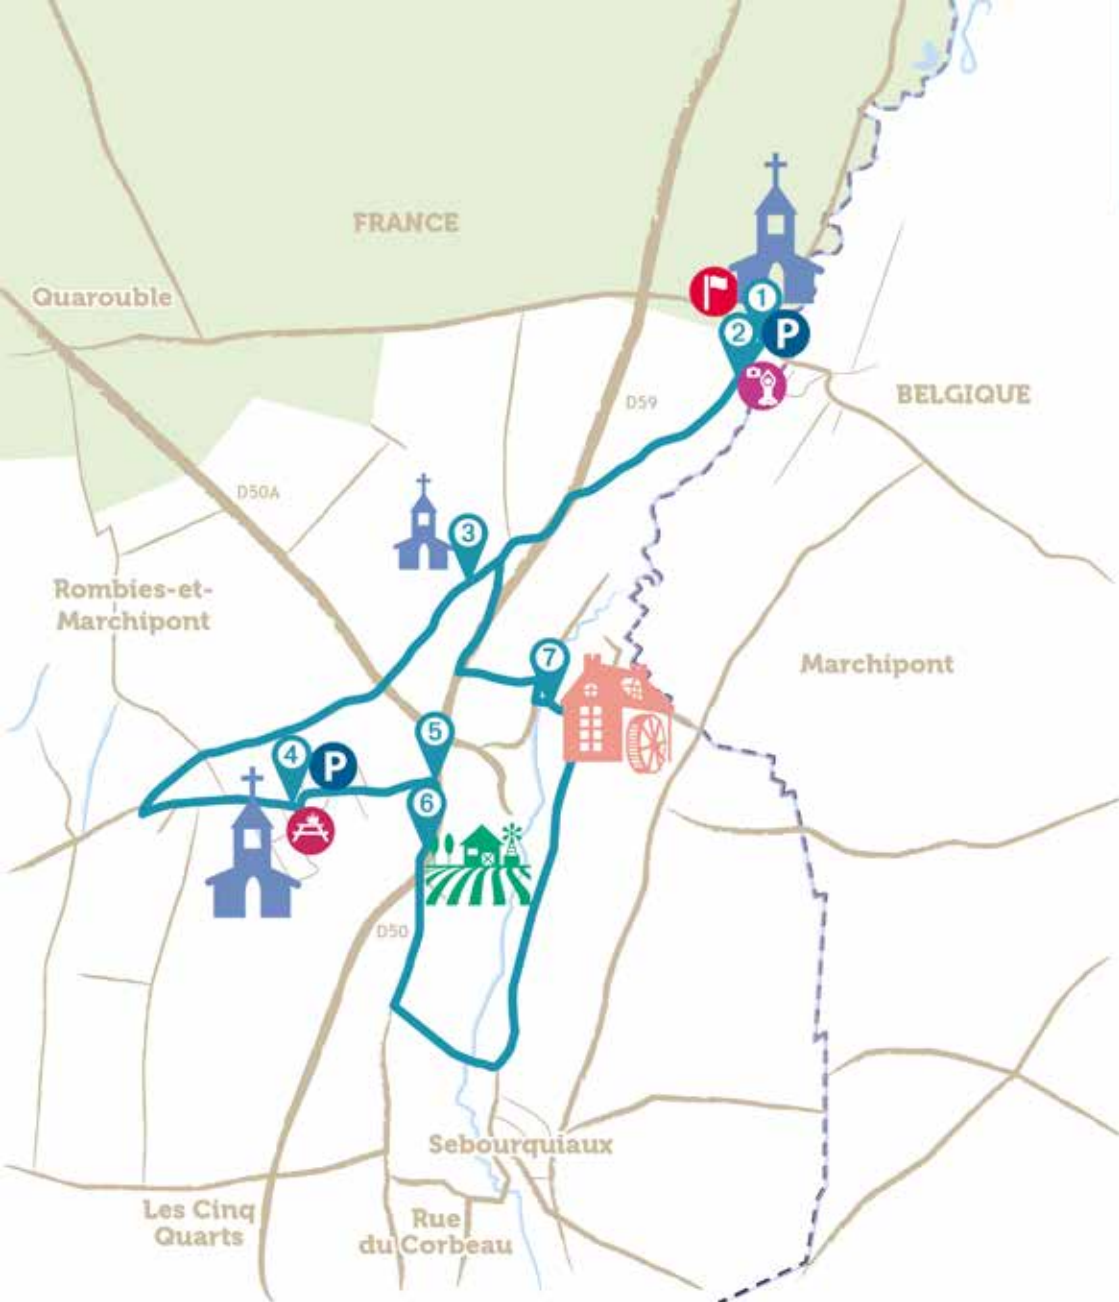 FRANCE
Quarouble
1
2
P
D59
BELGIQUE
D50A
3
Rombies-et-
Marchipont
7
Marchipont
5
4
P
6
D50
Sebourquiaux
Les Cinq
Quarts
Rue
du Corbeau